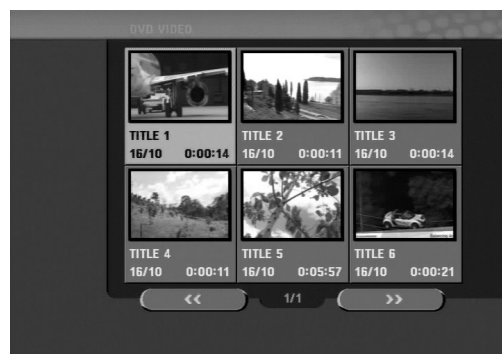 DVD VIDEO
TITLE 1
16/10 0:00:14
TITLE 2
16/10 0:00:11
TITLE 3
16/10 0:00:14
TITLE 4
16/10 0:00:11
TITLE 5
16/10 0:05:57
TITLE 6
16/10 0:00:21
<< 1/1 >>